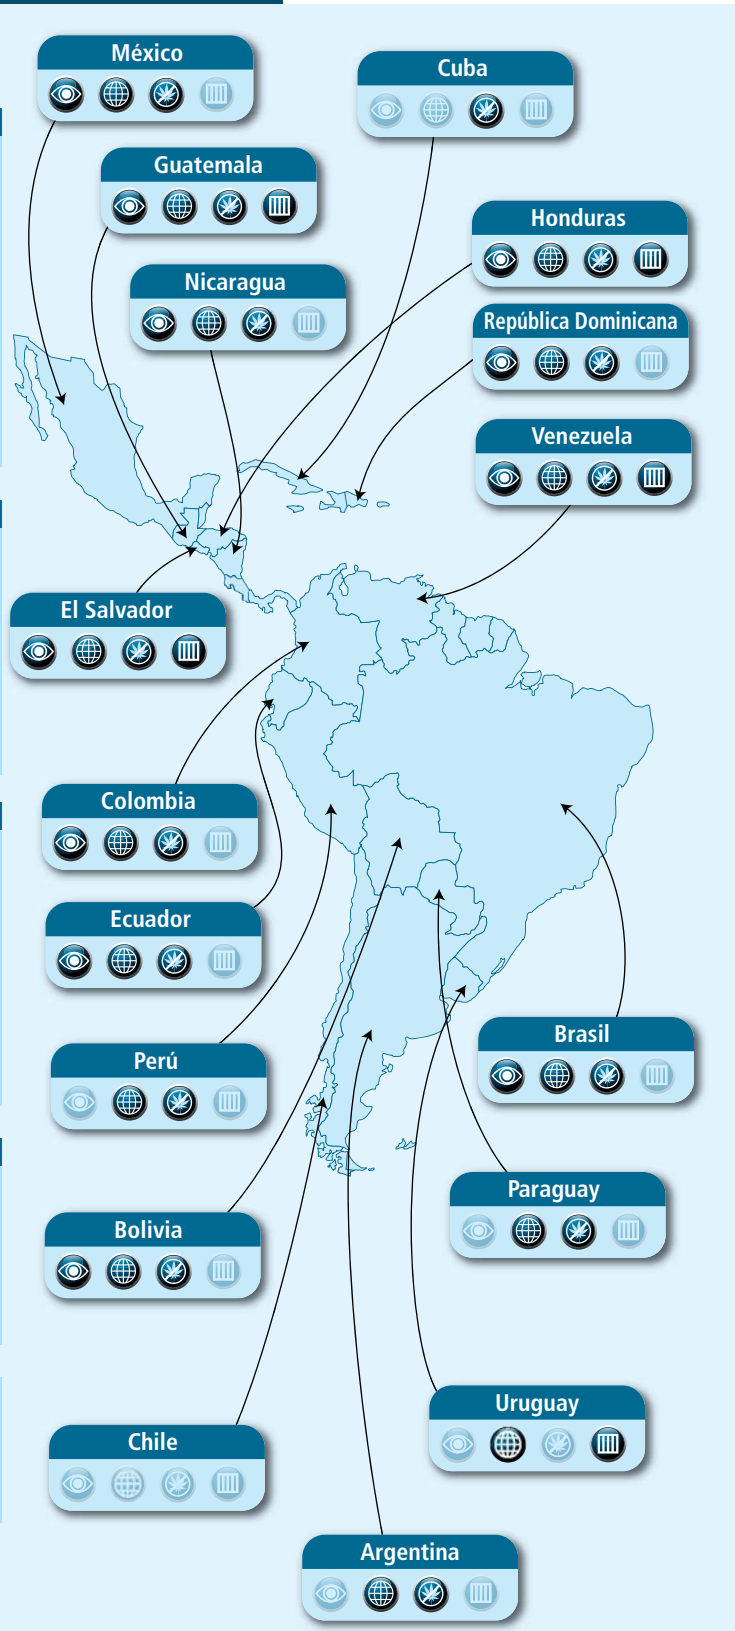 México
Cuba
Guatemala
Honduras
Nicaragua
República Dominicana
Venezuela
El Salvador
Colombia
Ecuador
Brasil
Perú
Paraguay
Bolivia
Uruguay
Chile
Argentina